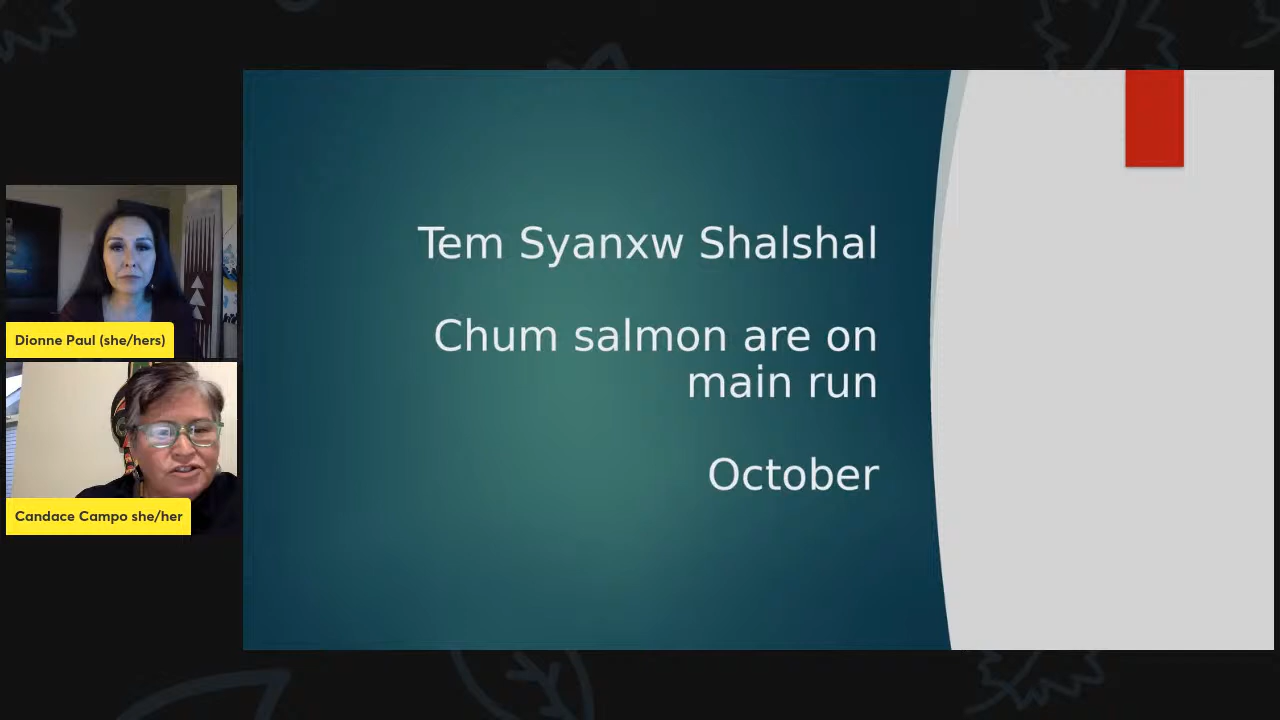 Tem Syanxw Shalshal
Chum salmon are on
main run
October
Dionne Paul (she/hers)
Candace Campo she/her